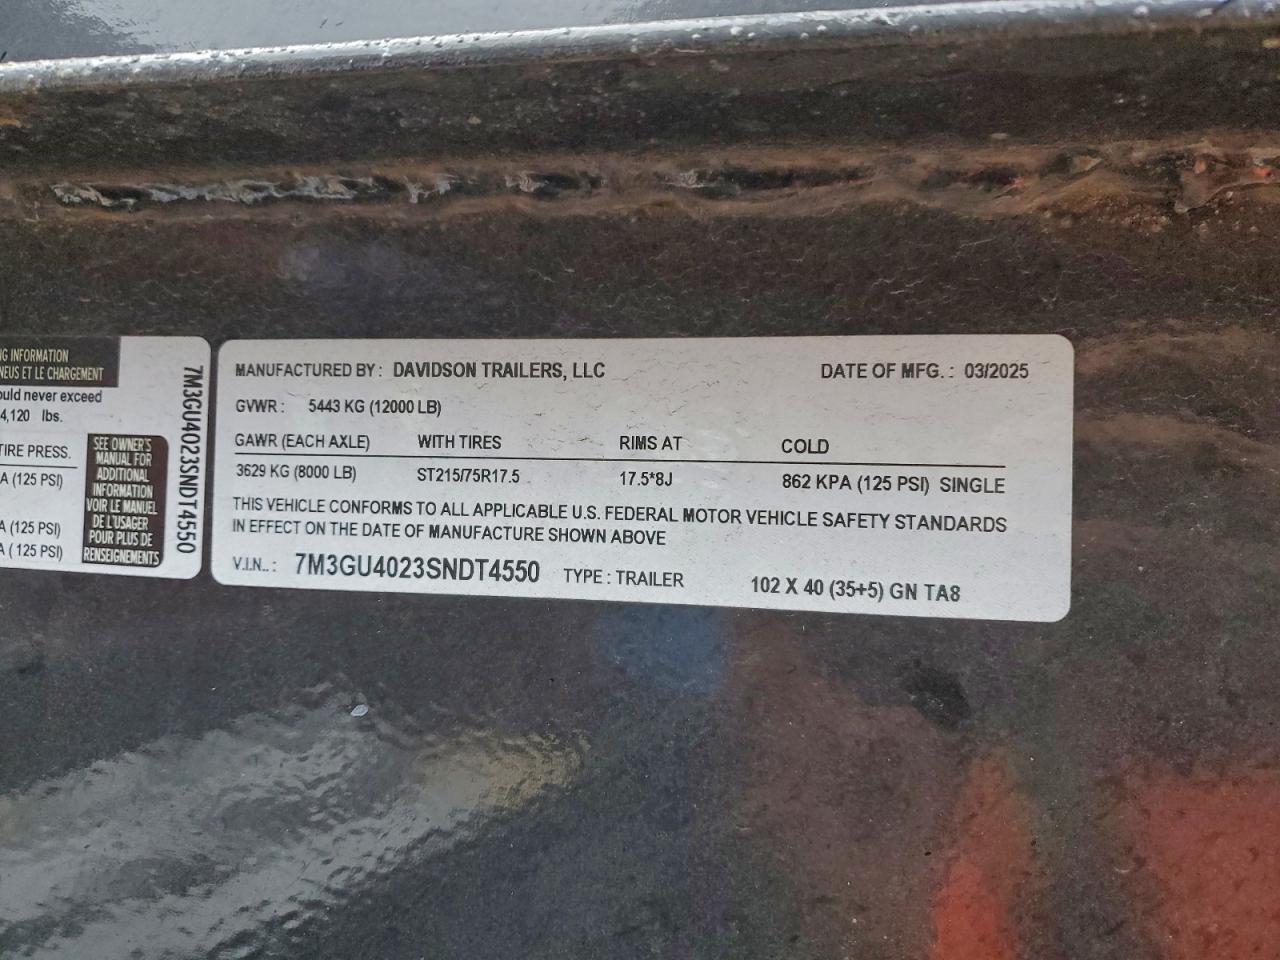 NG INFORMATION
NEUS ET LE CHARGEMENT
ould never exceed
4,120 lbs.
TIRE PRESS.
A (125 PSI)
A (125 PSI)
A ( 125 PSI)
SEE OWNER'S
MANUAL FOR
ADDITIONAL
INFORMATION
VOIR LE MANUEL
DE L'USAGER
POUR PLUS DE
RENSEIGNEMENTS
7M3GU4023SNDT4550
MANUFACTURED BY : DAVIDSON TRAILERS, LLC DATE OF MFG. : 03/2025
GVWR : 5443 KG (12000 LB)
GAWR (EACH AXLE) WITH TIRES RIMS AT COLD
3629 KG (8000 LB) ST215/75R17.5 17.5*8J 862 KPA (125 PSI) SINGLE
THIS VEHICLE CONFORMS TO ALL APPLICABLE U.S. FEDERAL MOTOR VEHICLE SAFETY STANDARDS
IN EFFECT ON THE DATE OF MANUFACTURE SHOWN ABOVE
V.I.N.. : 7M3GU4023SNDT4550 TYPE : TRAILER 102 X 40 (35+5) GN TA8